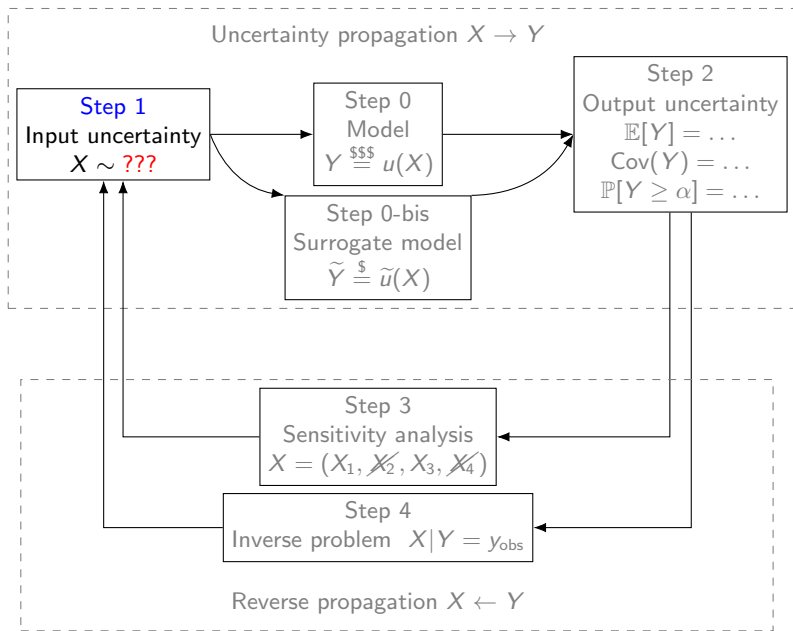 Uncertainty propagation X → Y
Step 1
Input uncertainty
X ∼ ???
Step 0
Model
Y $$$= u(X)
Step 0-bis
Surrogate model
Ỹ $= ũ(X)
Step 2
Output uncertainty
𝔼[Y] = …
Cov(Y) = …
ℙ[Y ≥ α] = …
Step 3
Sensitivity analysis
X = (X₁, X₂, X₃, X₄)
Step 4
Inverse problem X|Y = y_obs
Reverse propagation X ← Y